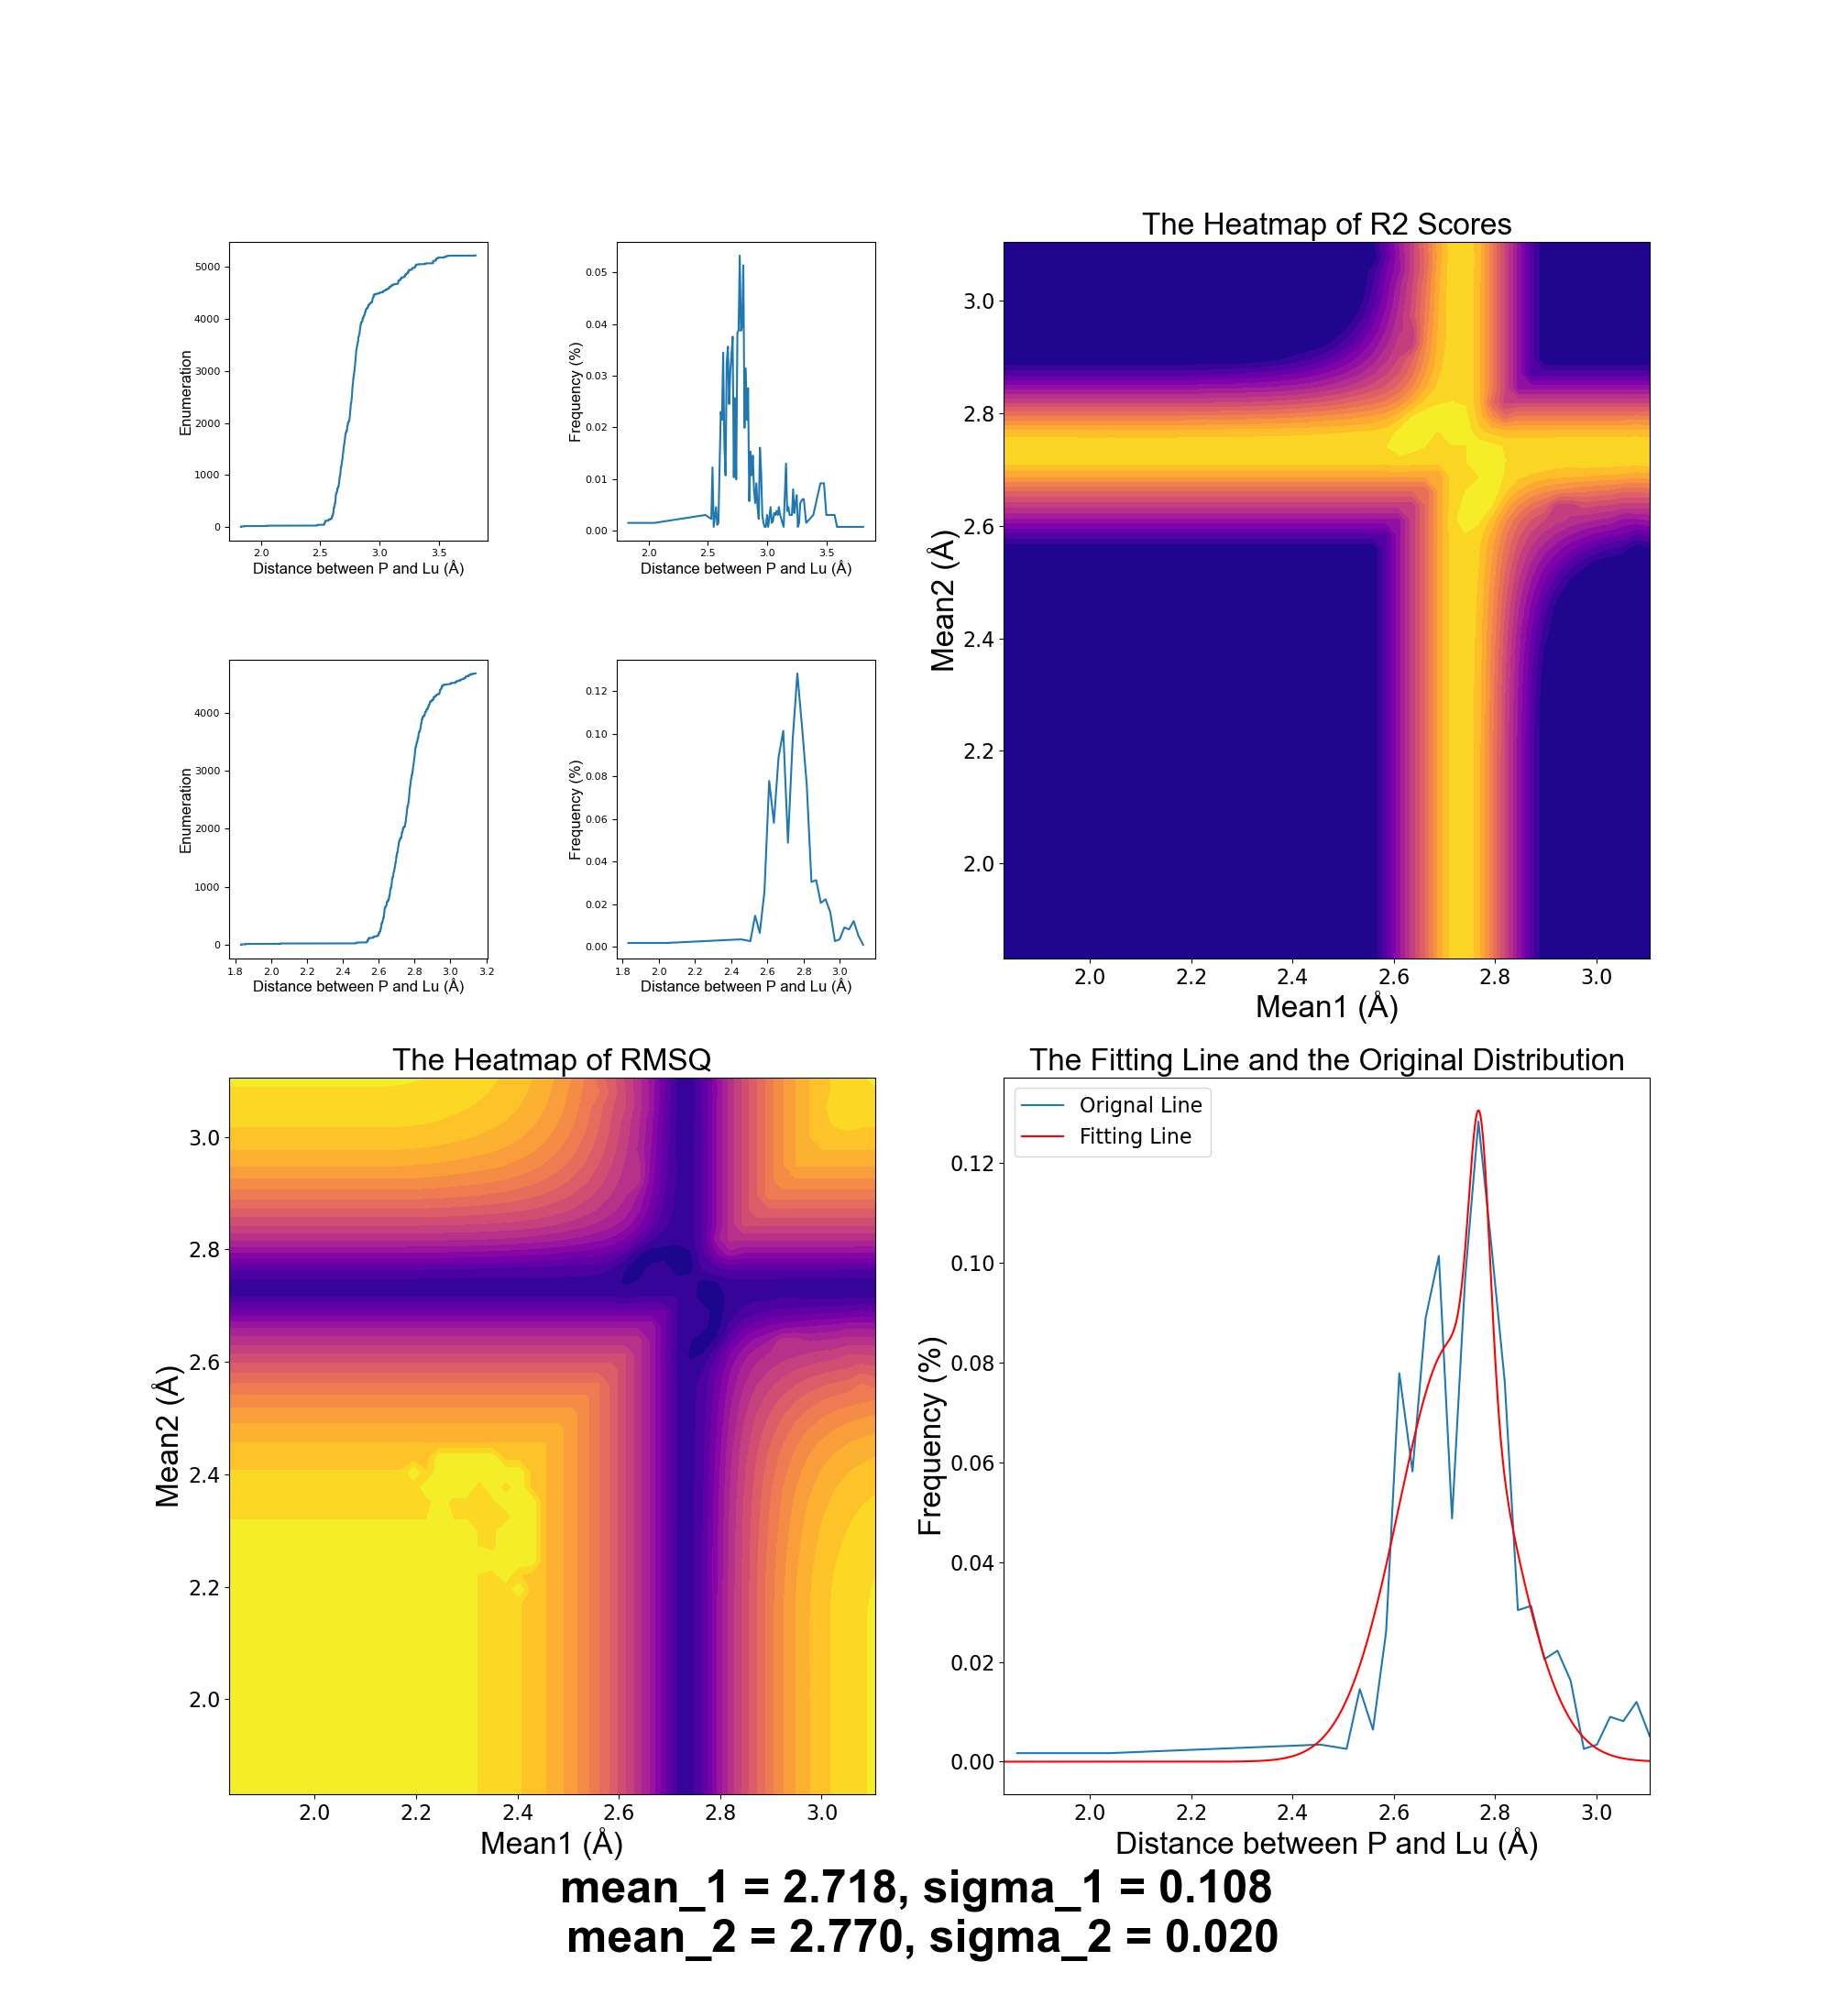 The Heatmap of R2 Scores
5000
4000
3000
2000
1000
0
Enumeration
2.0 2.5 3.0 3.5
Distance between P and Lu (Å)
0.05
0.04
0.03
0.02
0.01
0.00
Frequency (%)
2.0 2.5 3.0 3.5
Distance between P and Lu (Å)
3.0
2.8
2.6
2.4
2.2
2.0
Mean2 (Å)
2.0 2.2 2.4 2.6 2.8 3.0
Mean1 (Å)
4000
3000
2000
1000
0
Enumeration
1.8 2.0 2.2 2.4 2.6 2.8 3.0 3.2
Distance between P and Lu (Å)
0.12
0.10
0.08
0.06
0.04
0.02
0.00
Frequency (%)
1.8 2.0 2.2 2.4 2.6 2.8 3.0
Distance between P and Lu (Å)
The Heatmap of RMSQ
3.0
2.8
2.6
2.4
2.2
2.0
Mean2 (Å)
2.0 2.2 2.4 2.6 2.8 3.0
Mean1 (Å)
The Fitting Line and the Original Distribution
Orignal Line
Fitting Line
0.12
0.10
0.08
0.06
0.04
0.02
0.00
Frequency (%)
2.0 2.2 2.4 2.6 2.8 3.0
Distance between P and Lu (Å)
mean_1 = 2.718, sigma_1 = 0.108
mean_2 = 2.770, sigma_2 = 0.020